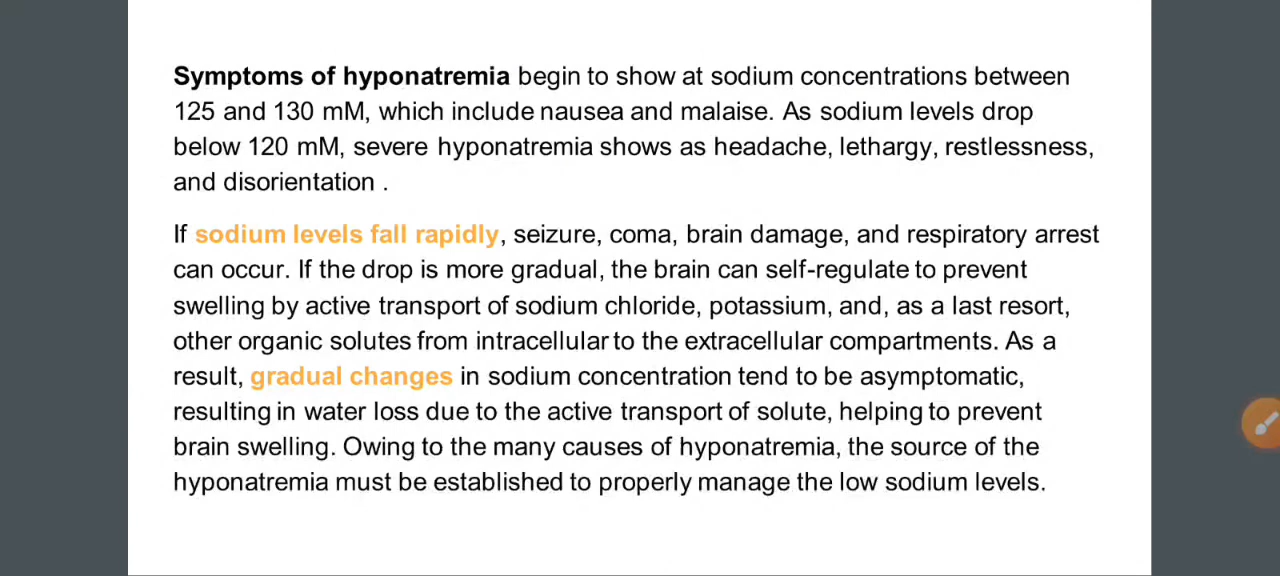 Symptoms of hyponatremia begin to show at sodium concentrations between
125 and 130 mM, which include nausea and malaise. As sodium levels drop
below 120 mM, severe hyponatremia shows as headache, lethargy, restlessness,
and disorientation .
If sodium levels fall rapidly, seizure, coma, brain damage, and respiratory arrest
can occur. If the drop is more gradual, the brain can self-regulate to prevent
swelling by active transport of sodium chloride, potassium, and, as a last resort,
other organic solutes from intracellular to the extracellular compartments. As a
result, gradual changes in sodium concentration tend to be asymptomatic,
resulting in water loss due to the active transport of solute, helping to prevent
brain swelling. Owing to the many causes of hyponatremia, the source of the
hyponatremia must be established to properly manage the low sodium levels.